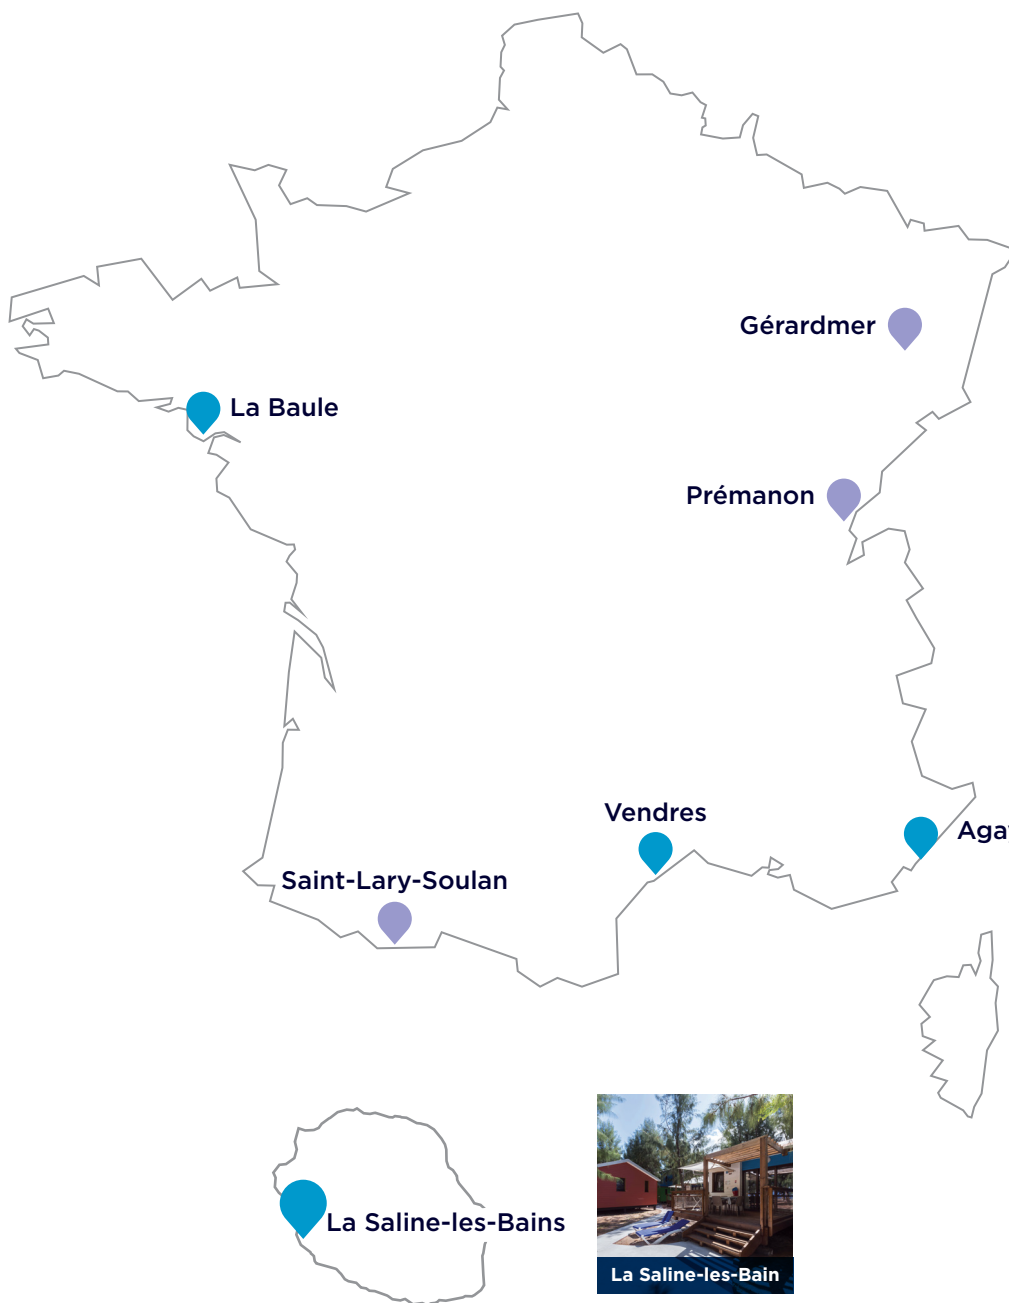 Gérardmer
La Baule
Prémanon
Vendres
Saint-Lary-Soulan
La Saline-les-Bains
La Saline-les-Bain